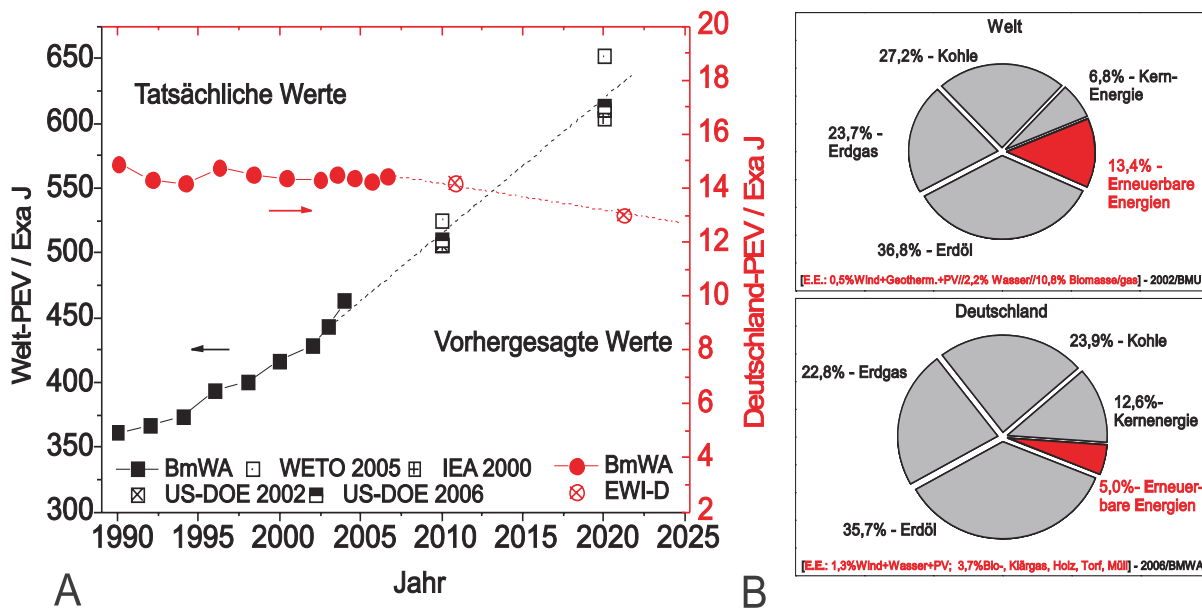 Tatsächliche Werte
Vorhergesagte Werte
Welt-PEV / Exa J
650
600
550
500
450
400
350
300
20
18
16
14
12
10
8
6
4
2
Deutschland-PEV / Exa J
BmWA
WETO 2005
IEA 2000
BmWA
US-DOE 2002
US-DOE 2006
EWI-D
1990 1995 2000 2005 2010 2015 2020 2025
Jahr
A
Welt
27,2% - Kohle
6,8% - Kern-
Energie
23,7% -
Erdgas
13,4% -
Erneuerbare
Energien
36,8% - Erdöl
[E.E.: 0,5%Wind+Geotherm.+PV//2,2% Wasser//10,8% Biomasse/gas] - 2002/BMU
Deutschland
23,9% - Kohle
22,8% - Erdgas
12,6%-
Kernenergie
5,0%- Erneuer-
bare Energien
35,7% - Erdöl
[E.E.: 1,3%Wind+Wasser+PV; 3,7%Bio-, Klärgas, Holz, Torf, Müll] - 2006/BMWA
B